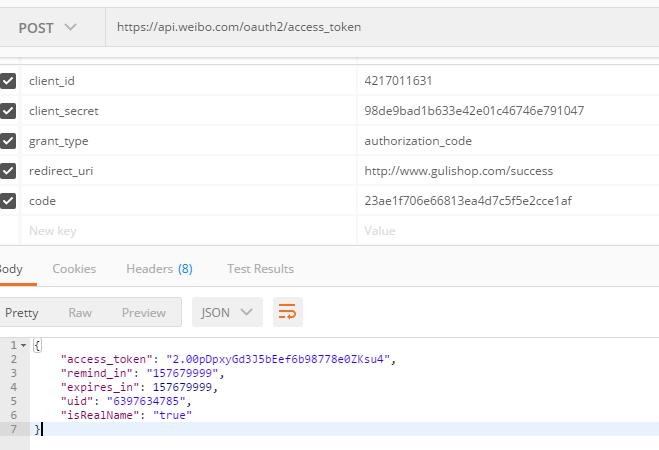 POST https://api.weibo.com/oauth2/access_token
client_id 4217011631
client_secret 98de9bad1b633e42e01c46746e791047
grant_type authorization_code
redirect_uri http://www.gulishop.com/success
code 23ae1f706e66813ea4d7c5f5e2cce1af
New key Value
Body Cookies Headers (8) Test Results
Pretty Raw Preview JSON
1 {
2 "access_token": "2.00pDpxyGd3J5bEef6b98778e0ZKsu4",
3 "remind_in": "157679999",
4 "expires_in": 157679999,
5 "uid": "6397634785",
6 "isRealName": "true"
7 }